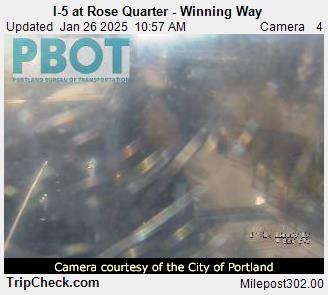 I-5 at Rose Quarter - Winning Way
Updated Jan 26 2025 10:57 AM Camera 4
PBOT
PORTLAND BUREAU OF TRANSPORTATION
Camera courtesy of the City of Portland
TripCheck.com Milepost302.00